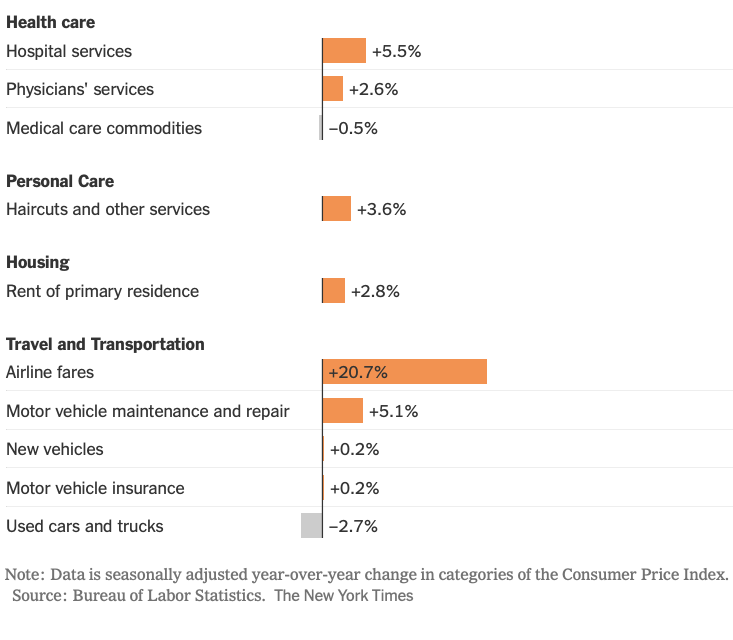 Health care
Hospital services +5.5%
Physicians' services +2.6%
Medical care commodities –0.5%
Personal Care
Haircuts and other services +3.6%
Housing
Rent of primary residence +2.8%
Travel and Transportation
Airline fares +20.7%
Motor vehicle maintenance and repair +5.1%
New vehicles +0.2%
Motor vehicle insurance +0.2%
Used cars and trucks –2.7%
Note: Data is seasonally adjusted year-over-year change in categories of the Consumer Price Index.
Source: Bureau of Labor Statistics. The New York Times